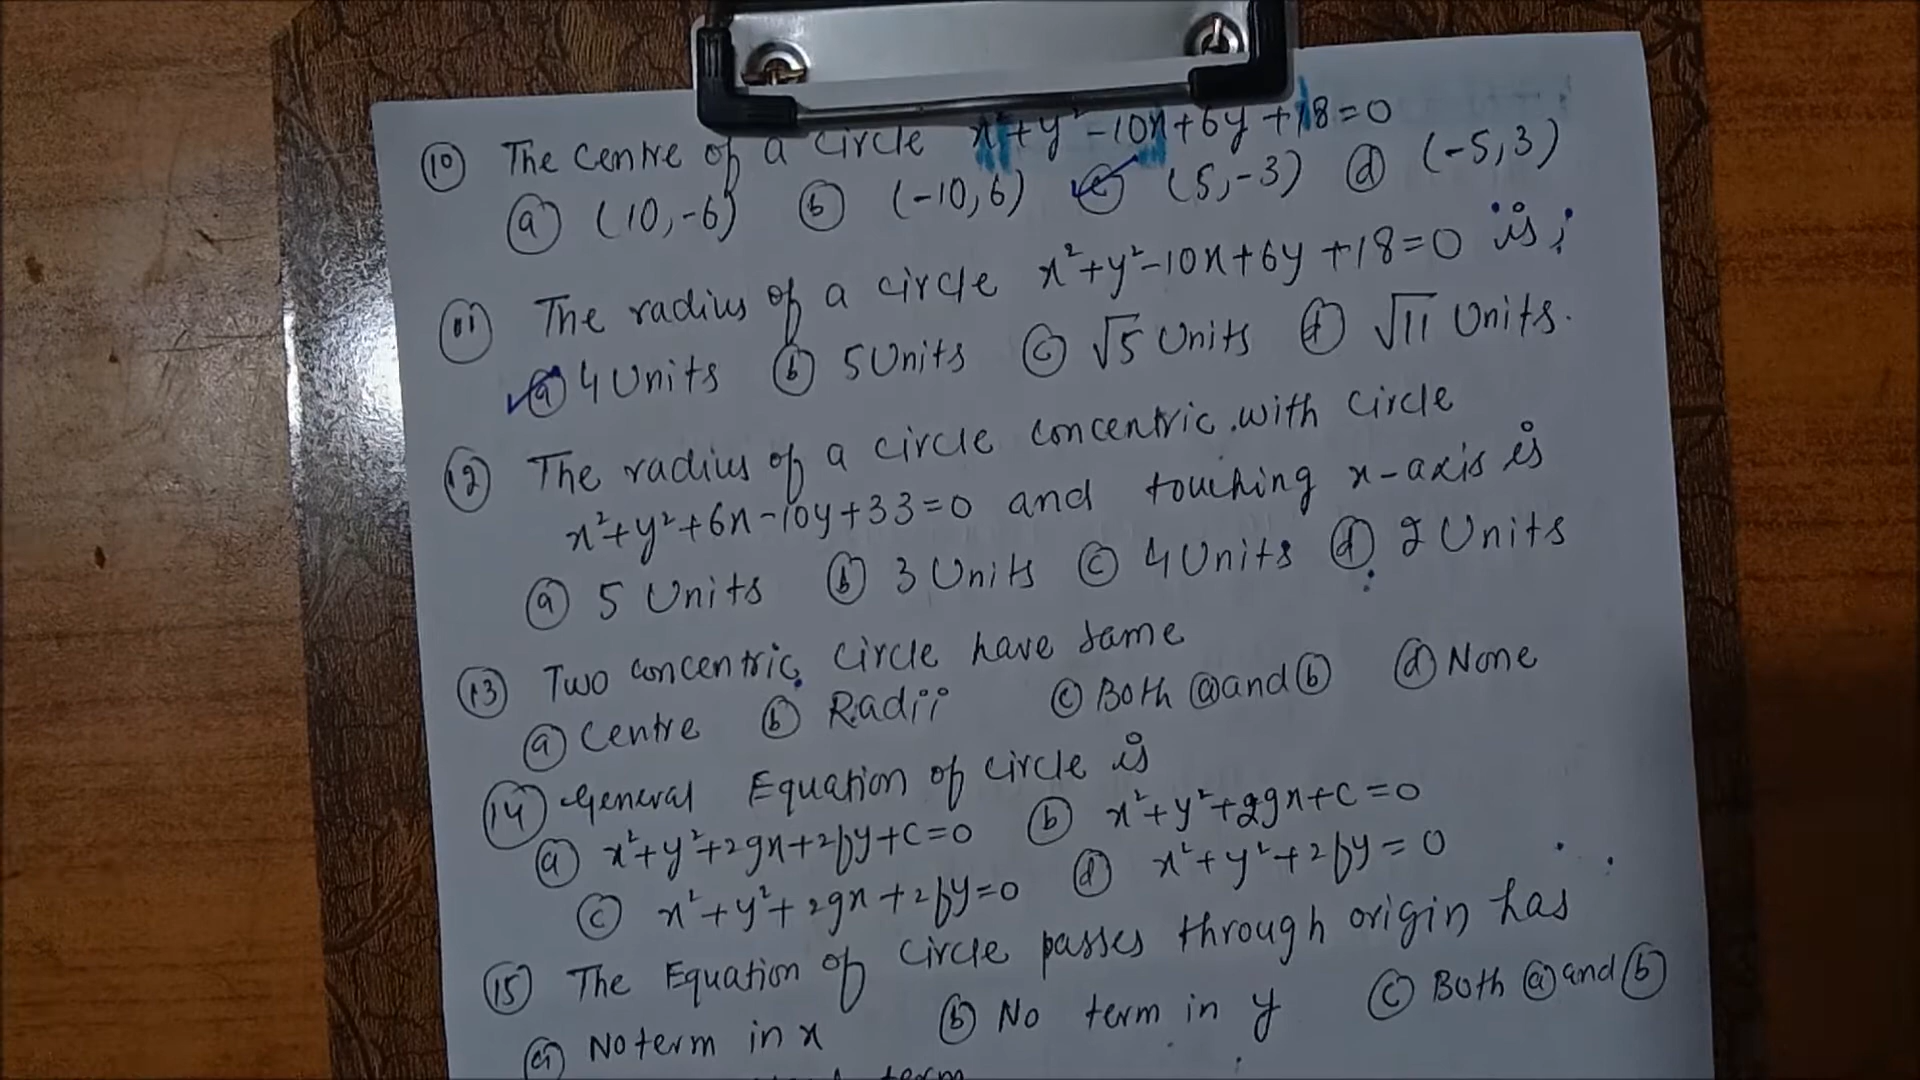 (10) The Centre of a circle x²+y²-10x+6y+18=0
(a) (10,-6) (b) (-10,6) (c) (5,-3) (d) (-5,3)
(11) The radius of a circle x²+y²-10x+6y+18=0 is;
(a) 4 Units (b) 5 Units (c) √5 Units (d) √11 Units.
(12) The radius of a circle concentric with circle
x²+y²+6x-10y+33=0 and touching x-axis is
(a) 5 Units (b) 3 Units (c) 4 Units (d) 2 Units
(13) Two concentric circle have same
(a) Centre (b) Radii (c) Both (a) and (b) (d) None
(14) General Equation of circle is
(a) x²+y²+2gx+2fy+c=0 (b) x²+y²+2gx+c=0
(c) x²+y²+2gx+2fy=0 (d) x²+y²+2fy=0
(15) The Equation of circle passes through origin has
(a) No term in x (b) No term in y (c) Both (a) and (b)
term